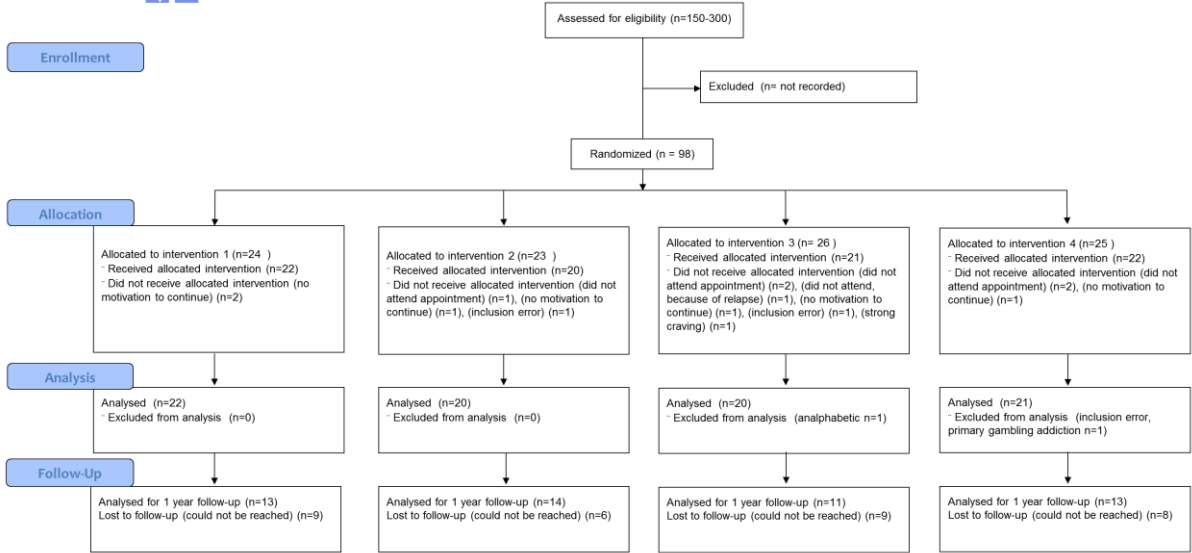 Assessed for eligibility (n=150-300)
Enrollment
Excluded  (n= not recorded)
Randomized (n = 98)
Allocation
Allocated to intervention 1 (n=24  )
⁻ Received allocated intervention (n=22)
⁻ Did not receive allocated intervention (no
motivation to continue) (n=2)
Allocated to intervention 2 (n=23  )
⁻ Received allocated intervention (n=20)
⁻ Did not receive allocated intervention (did not
attend appointment) (n=1), (no motivation to
continue) (n=1), (inclusion error) (n=1)
Allocated to intervention 3 (n= 26 )
⁻ Received allocated intervention (n=21)
⁻ Did not receive allocated intervention (did not
attend appointment) (n=2), (did not attend,
because of relapse) (n=1), (no motivation to
continue) (n=1), (inclusion error) (n=1), (strong
craving) (n=1)
Allocated to intervention 4 (n=25 )
⁻ Received allocated intervention (n=22)
⁻ Did not receive allocated intervention (did not
attend appointment) (n=2), (no motivation to
continue) (n=1)
Analysis
Analysed (n=22)
⁻ Excluded from analysis  (n=0)
Analysed (n=20)
⁻ Excluded from analysis  (n=0)
Analysed (n=20)
⁻ Excluded from analysis (analphabetic n=1)
Analysed (n=21)
⁻ Excluded from analysis  (inclusion error,
primary gambling addiction n=1)
Follow-Up
Analysed for 1 year follow-up (n=13)
Lost to follow-up (could not be reached) (n=9)
Analysed for 1 year follow-up (n=14)
Lost to follow-up (could not be reached) (n=6)
Analysed for 1 year follow-up (n=11)
Lost to follow-up (could not be reached) (n=9)
Analysed for 1 year follow-up (n=13)
Lost to follow-up (could not be reached) (n=8)